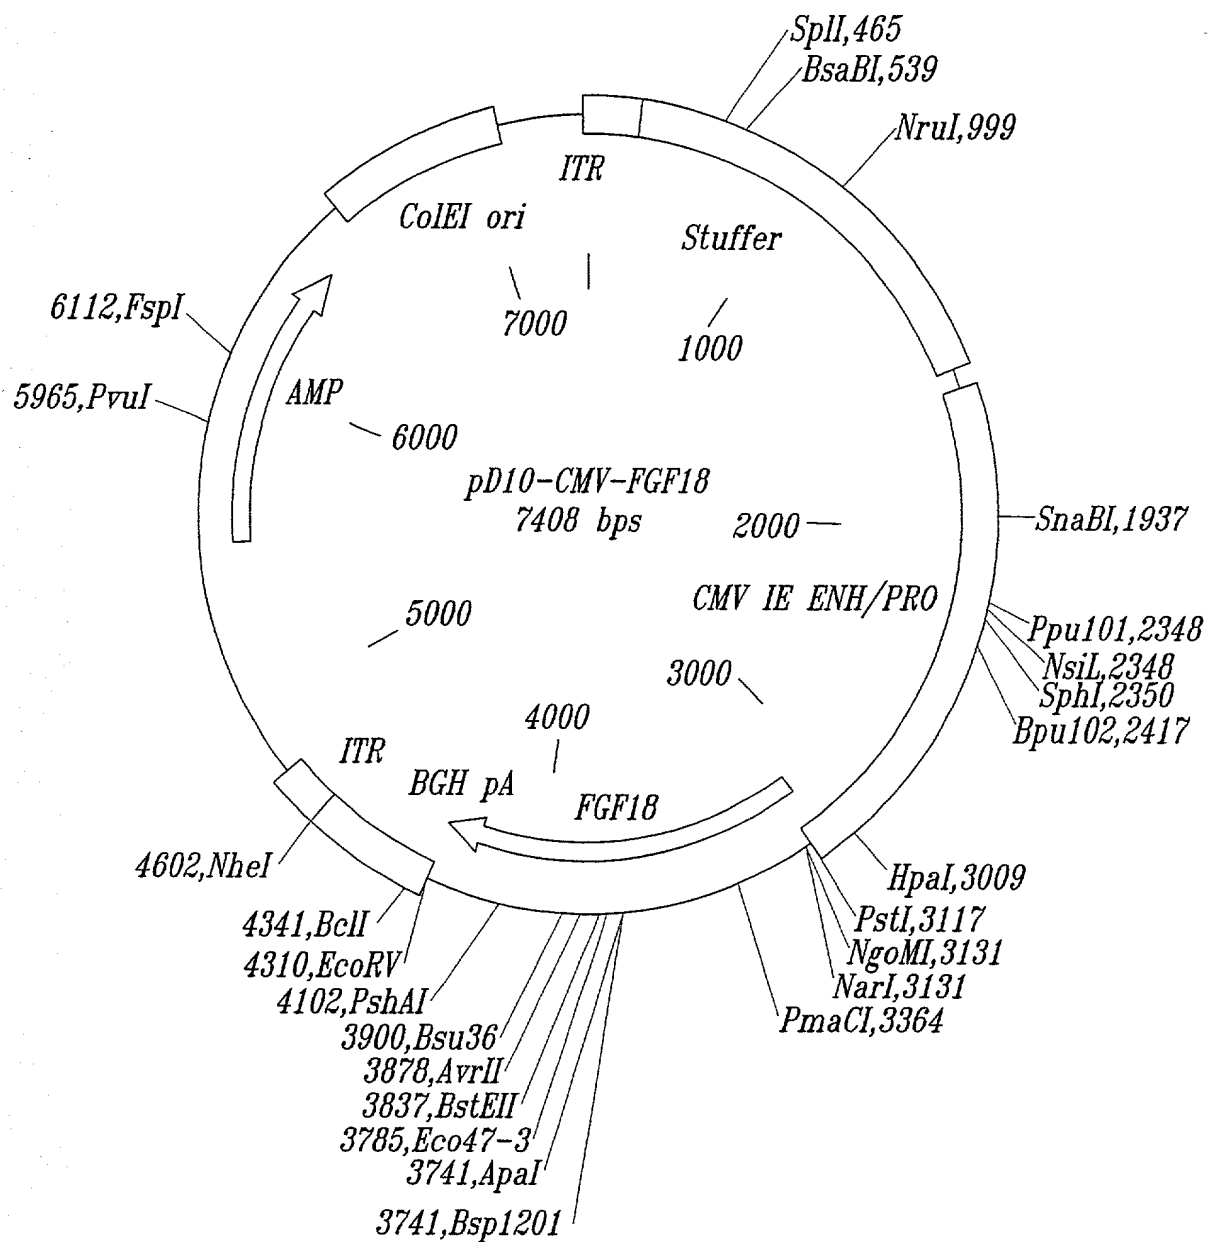 SplI,465
BsaBI,539
NruI,999
ITR
ColEI ori
Stuffer
6112,FspI
7000
1000
5965,PvuI
AMP
6000
pD10-CMV-FGF18
7408 bps
2000
SnaBI,1937
CMV IE ENH/PRO
5000
Ppu101,2348
NsiL,2348
SphI,2350
Bpu102,2417
3000
4000
ITR
BGH pA
FGF18
4602,NheI
HpaI,3009
4341,BclI
PstI,3117
4310,EcoRV
NgoMI,3131
4102,PshAI
NarI,3131
PmaCI,3364
3900,Bsu36
3878,AvrII
3837,BstEII
3785,Eco47-3
3741,ApaI
3741,Bsp1201